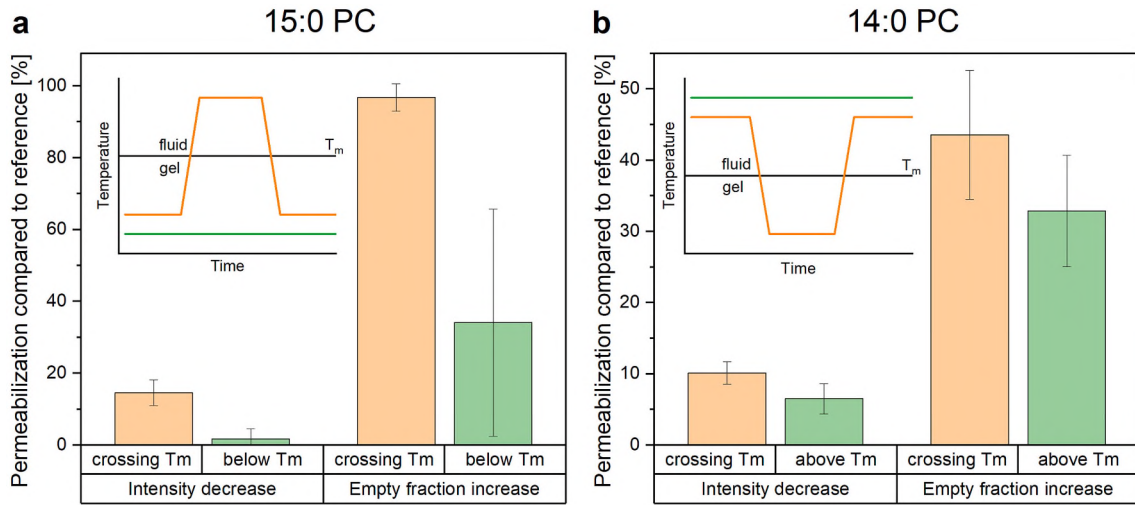 a
15:0 PC
Permeabilization compared to reference [%]
100
80
60
40
20
0
Temperature
fluid
gel
Tm
Time
crossing Tm
below Tm
crossing Tm
below Tm
Intensity decrease
Empty fraction increase
b
14:0 PC
Permeabilization compared to reference [%]
50
40
30
20
10
0
Temperature
fluid
gel
Tm
Time
crossing Tm
above Tm
crossing Tm
above Tm
Intensity decrease
Empty fraction increase